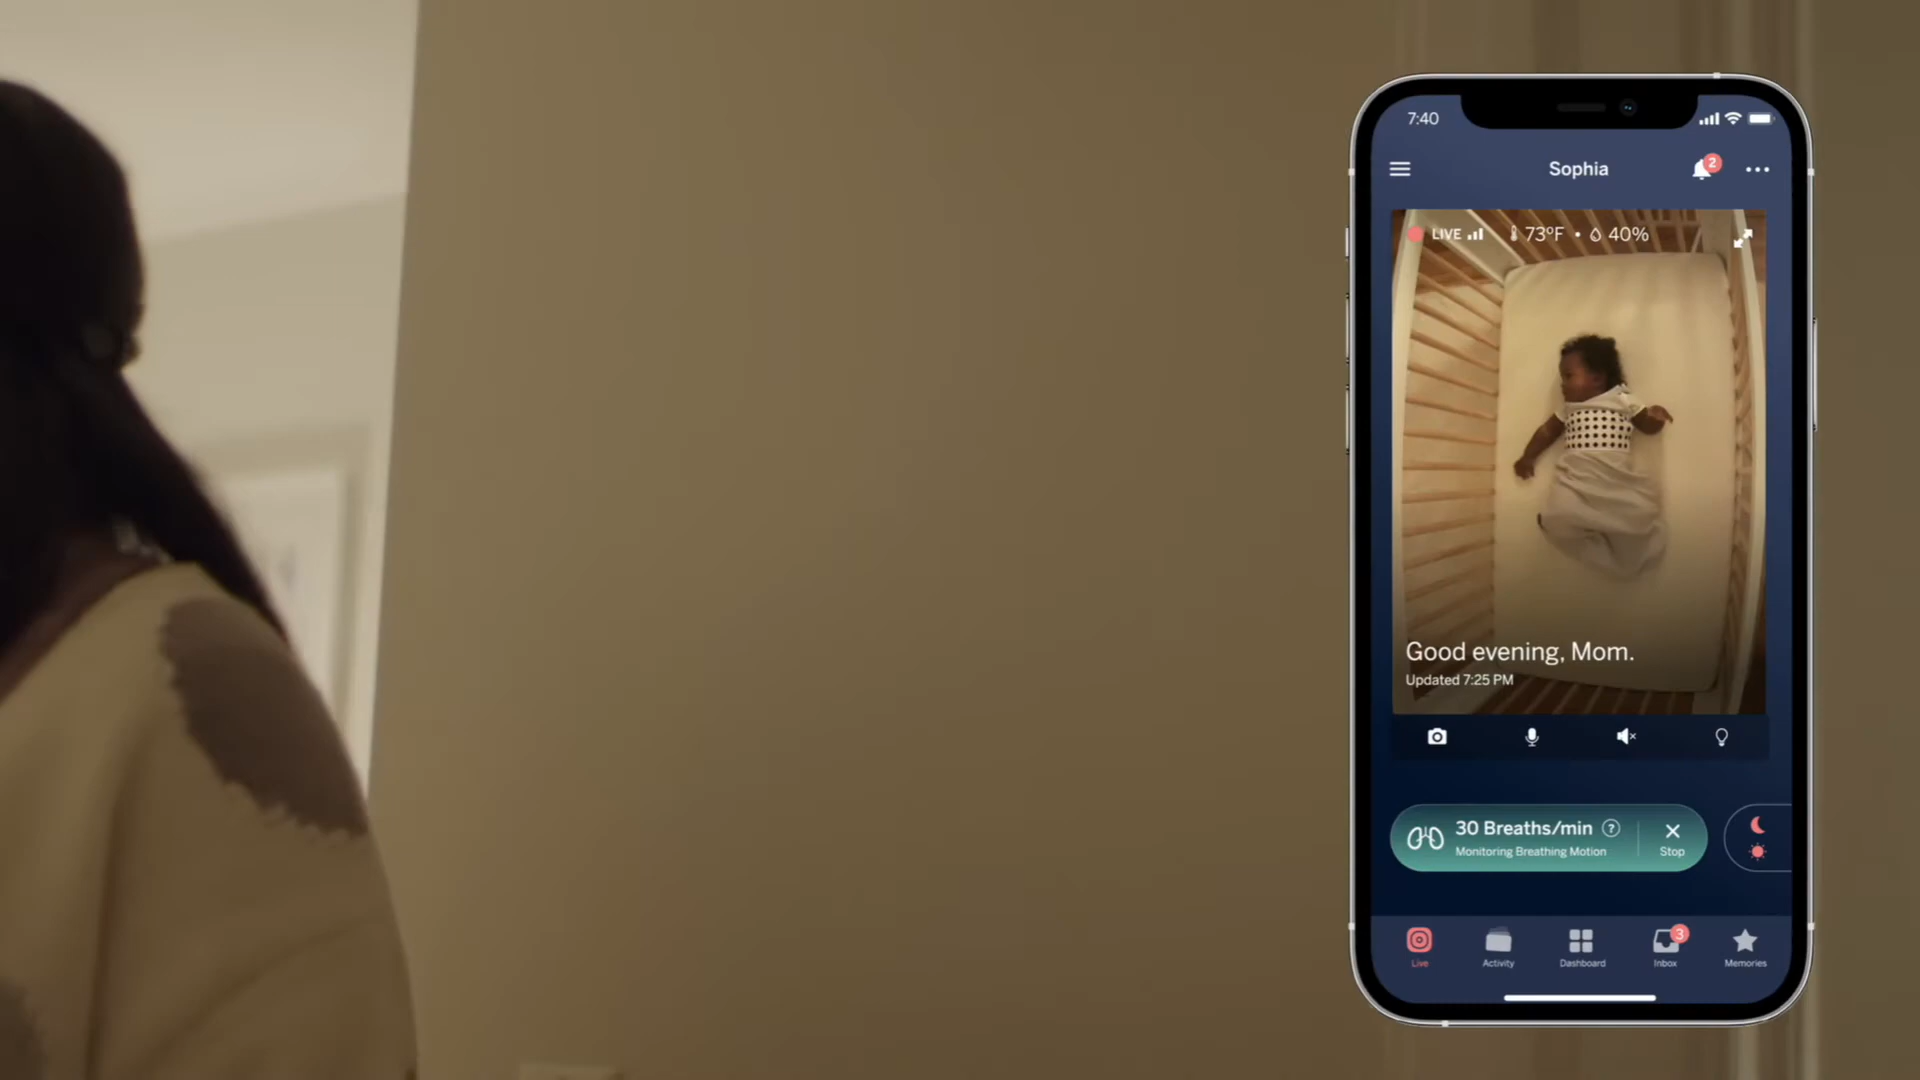 7:40
Sophia
2
LIVE 73ºF • 40%
Good evening, Mom.
Updated 7:25 PM
30 Breaths/min ?
Monitoring Breathing Motion
Stop
3
Live Activity Dashboard Inbox Memories